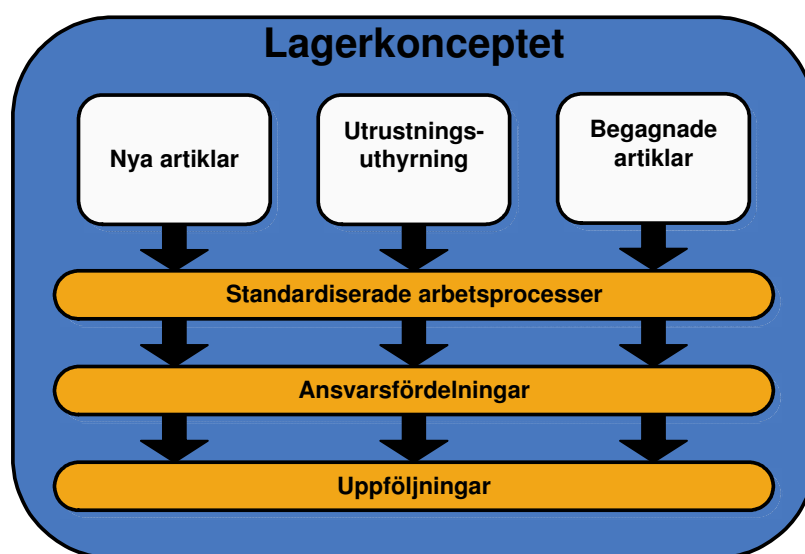 Lagerkonceptet
Nya artiklar
Utrustnings-
uthyrning
Begagnade
artiklar
Standardiserade arbetsprocesser
Ansvarsfördelningar
Uppföljningar